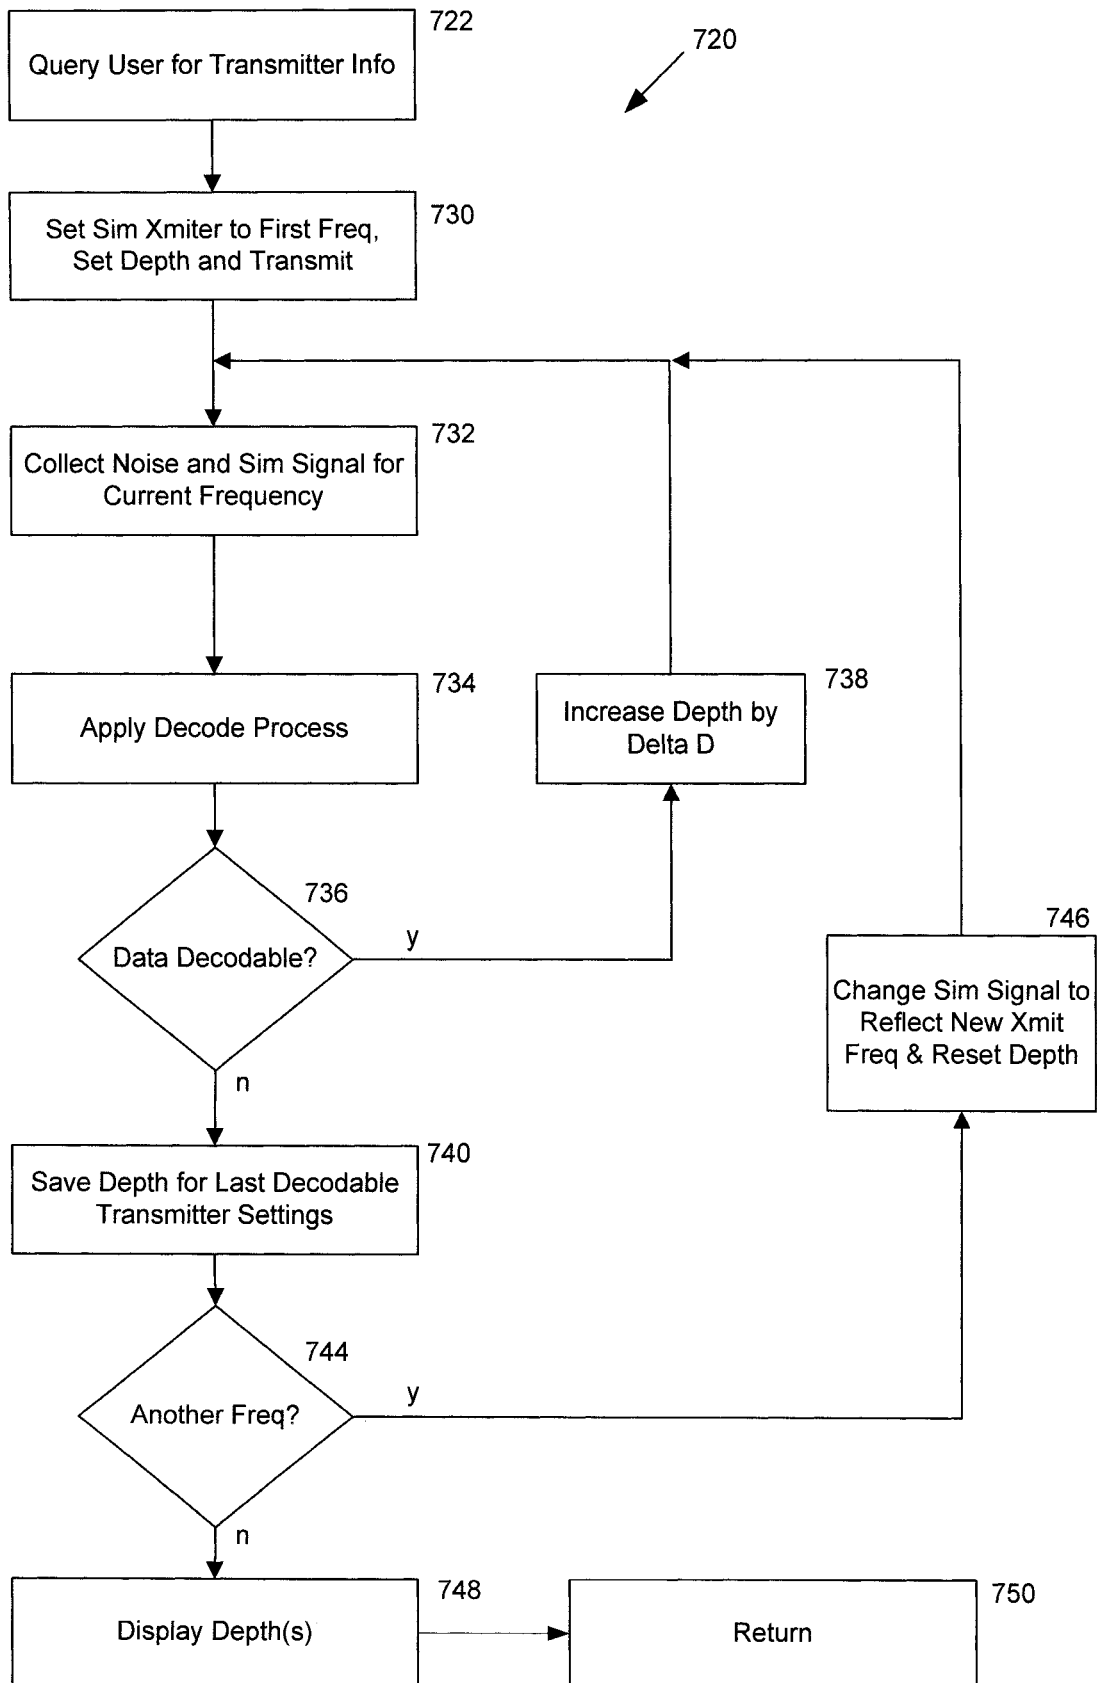 722
720
Query User for Transmitter Info
730
Set Sim Xmiter to First Freq,
Set Depth and Transmit
732
Collect Noise and Sim Signal for
Current Frequency
734
Apply Decode Process
738
Increase Depth by
Delta D
736
Data Decodable?
y
n
746
Change Sim Signal to
Reflect New Xmit
Freq & Reset Depth
740
Save Depth for Last Decodable
Transmitter Settings
744
Another Freq?
y
n
748
Display Depth(s)
750
Return